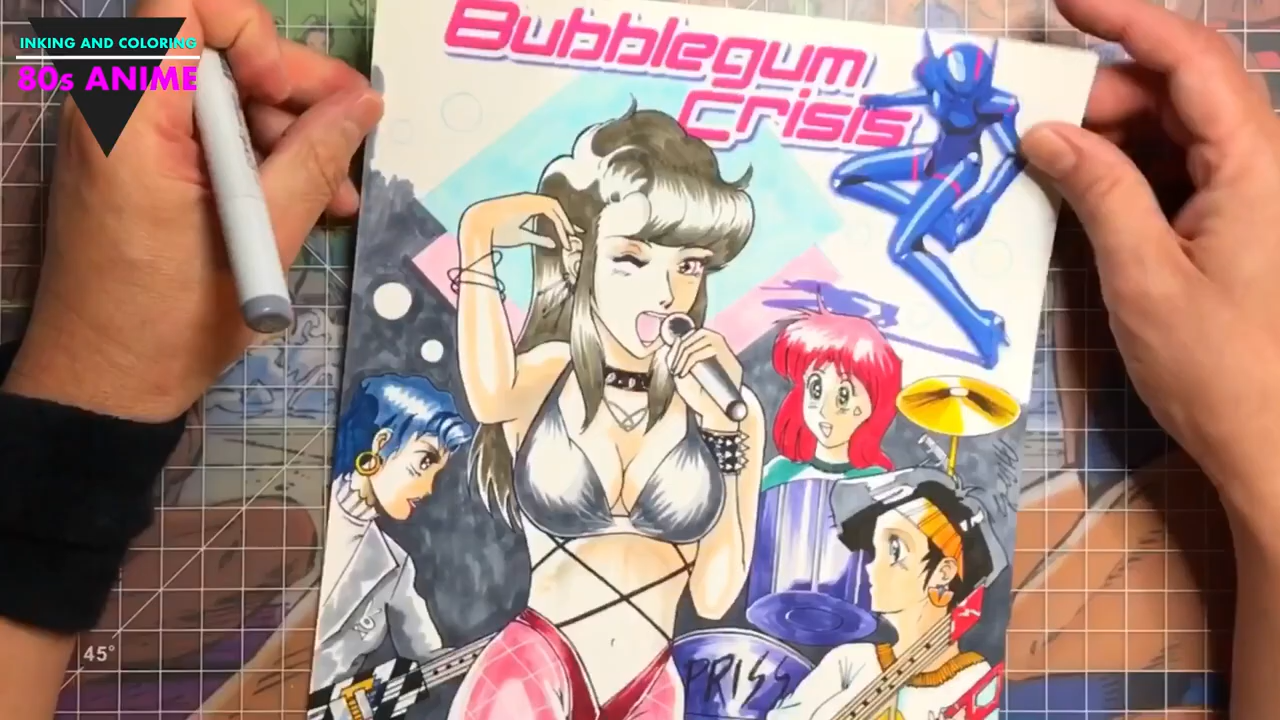 INKING AND COLORING
80s ANIME
Bubblegum
Crisis
PRISS
45°